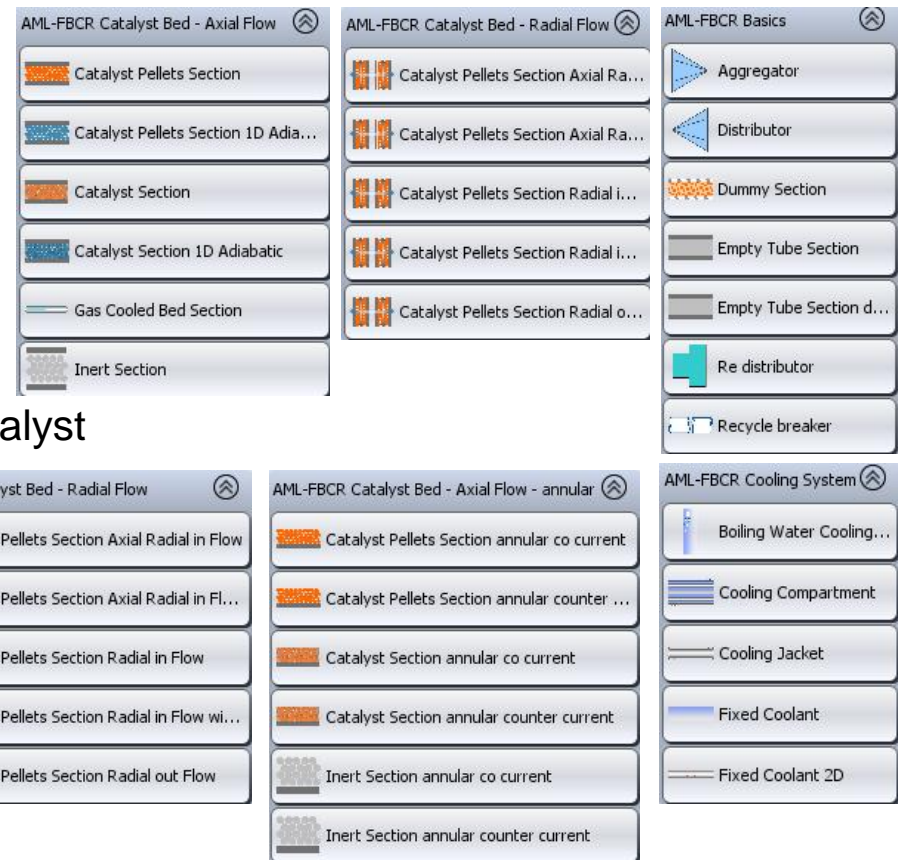 AML-FBCR Catalyst Bed - Axial Flow
Catalyst Pellets Section
Catalyst Pellets Section 1D Adia...
Catalyst Section
Catalyst Section 1D Adiabatic
Gas Cooled Bed Section
Inert Section
AML-FBCR Catalyst Bed - Radial Flow
Catalyst Pellets Section Axial Ra...
Catalyst Pellets Section Axial Ra...
Catalyst Pellets Section Radial i...
Catalyst Pellets Section Radial i...
Catalyst Pellets Section Radial o...
AML-FBCR Basics
Aggregator
Distributor
Dummy Section
Empty Tube Section
Empty Tube Section d...
Re distributor
Recycle breaker
alyst
yst Bed - Radial Flow
Pellets Section Axial Radial in Flow
Pellets Section Axial Radial in Fl...
Pellets Section Radial in Flow
Pellets Section Radial in Flow wi...
Pellets Section Radial out Flow
AML-FBCR Catalyst Bed - Axial Flow - annular
Catalyst Pellets Section annular co current
Catalyst Pellets Section annular counter ...
Catalyst Section annular co current
Catalyst Section annular counter current
Inert Section annular co current
Inert Section annular counter current
AML-FBCR Cooling System
Boiling Water Cooling...
Cooling Compartment
Cooling Jacket
Fixed Coolant
Fixed Coolant 2D